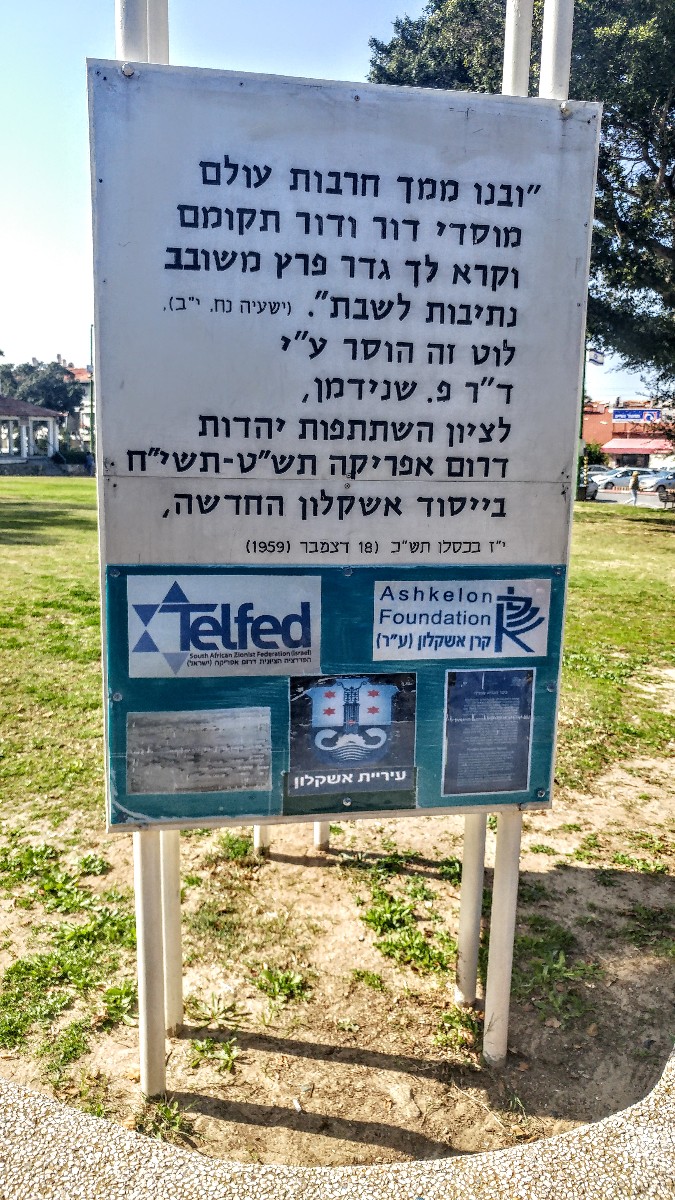 "ובנו ממך חרבות עולם
מוסדי דור ודור תקומם
וקרא לך גדר פרץ משובב
נתיבות לשבת". (ישעיה נח, י"ב),
לוט זה הוסר ע"י
ד"ר פ. שנידמן,
לציון השתתפות יהדות
דרום אפריקה תש"ט-תשי"ח
בייסוד אשקלון החדשה,
י"ז בכסלו תש"כ (18 דצמבר 1959)
Telfed
South African Zionist Federation (Israel)
הפדרציה הציונית דרום אפריקה (ישראל)
Ashkelon
Foundation
קרן אשקלון (ע"ר)
עיריית אשקלון